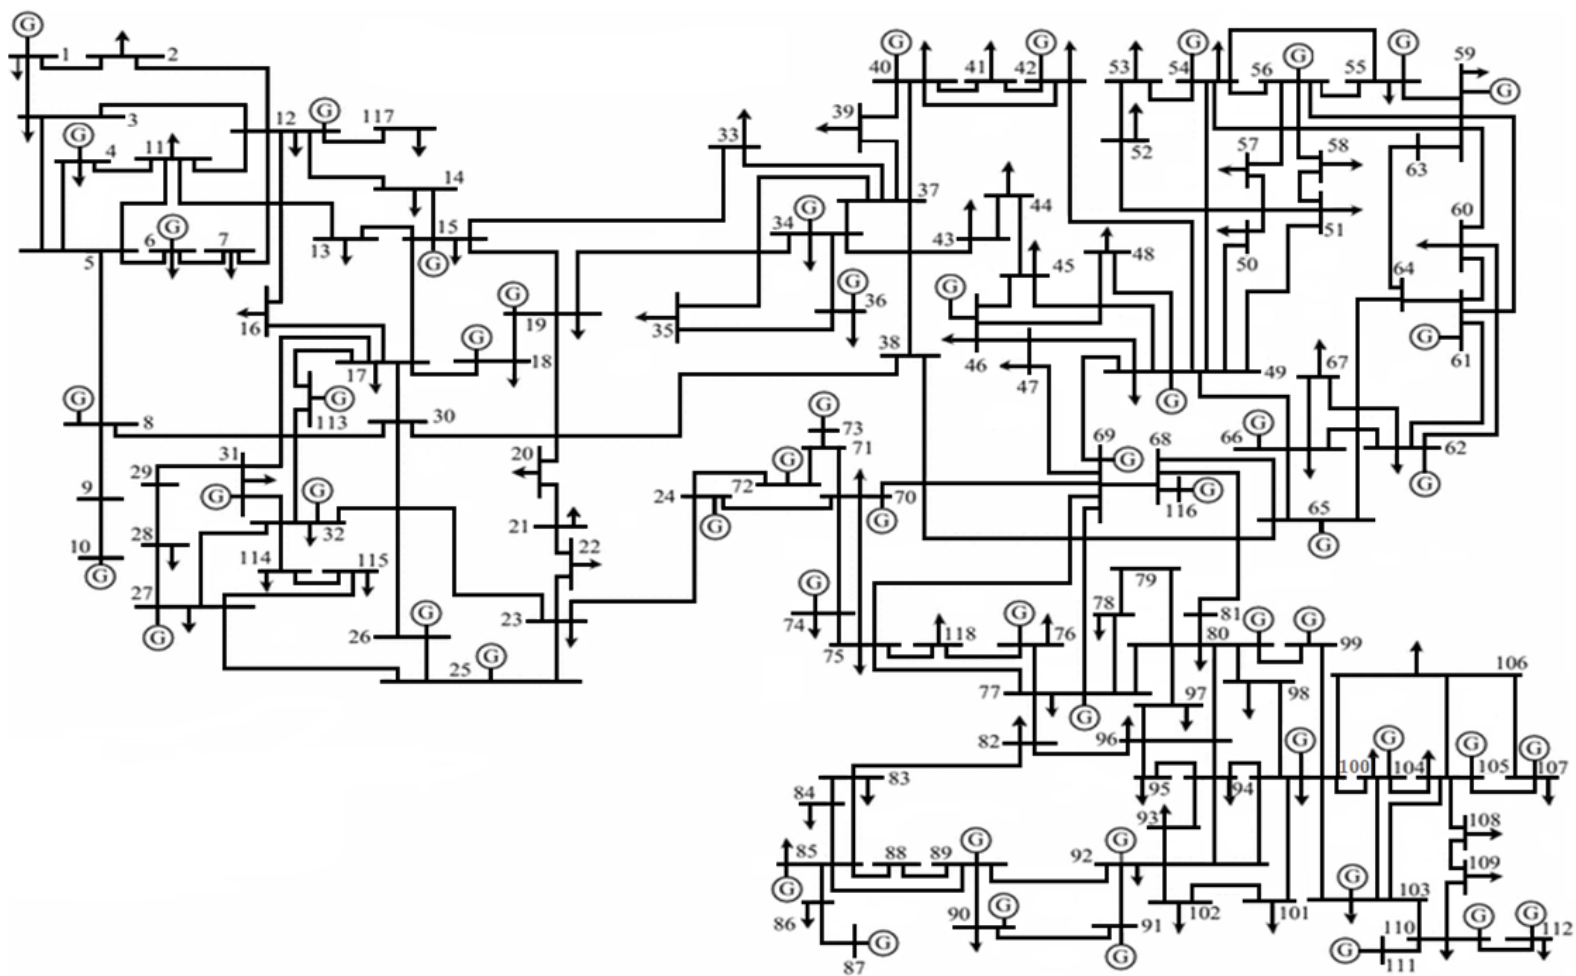 G
1 2
40 G 41 42 G 53 54 G 56 G 55 G 59
G
3 12 G 117 39
G 4 11 33 52 57 58 63
14 37 44
6 G 7 13 15 G 34 G 43 60
5 48 50 51
G 19 36 G 45 64
16 35 G 46 47
G 18 38 49 G 61
17 67
113 G
G 8 30 G 73 G
66 G 62
31 20 71 69 G 68 G
29 G G 72 G 70 116 G
9 24 G G 65
32 21 G
28 22
10 114 115
G
27 79
G G 23 G 74 78 81
26 G 118 G 76 80 G G 99
25 G 75 106
77 G 97 98
82 96
83 G G G G
84 95 94 100 104 105 107
93 108
85 88 89 G 92 G 109
G G
86 90 G 102 101 103
87 G 91 G 110 G G 112
G 111